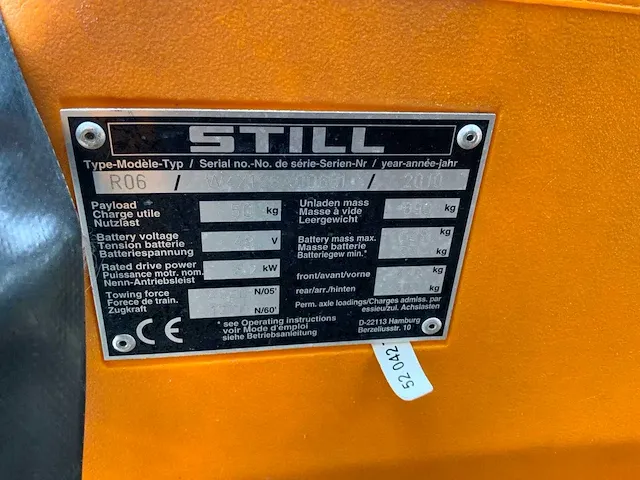 STILL
Type-Modèle-Typ / Serial no.-No. de série-Serien-Nr / year-année-jahr
R06 / /
Payload
Charge utile
Nutzlast
kg
Battery voltage
Tension batterie
Batteriespannung
V
Rated drive power
Puissance motr. nom.
Nenn-Antriebsleist
kW
Towing force
Forece de train.
Zugkraft
N/05'
N/60'
Unladen mass
Masse à vide
Leergewicht
kg
Battery mass max.
Masse batterie
Batteriegew min.*
kg
kg
front/avant/vorne
kg
rear/arr./hinten
kg
Perm. axle loadings/Charges admiss. par
essieu/zul. Achslasten
CE
* see Operating instructions
voir Mode d'emploi
siehe Betriebsanleitung
D-22113 Hamburg
Berzeliusstr. 10
52 042